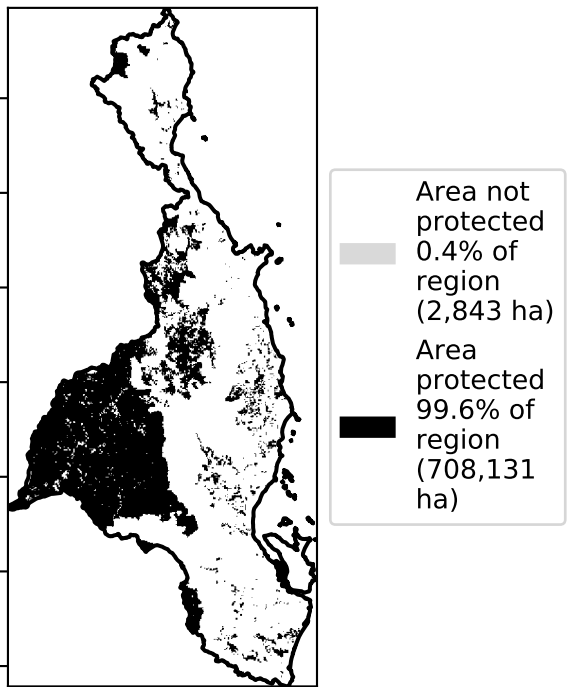 Area not
protected
0.4% of
region
(2,843 ha)
Area
protected
99.6% of
region
(708,131
ha)